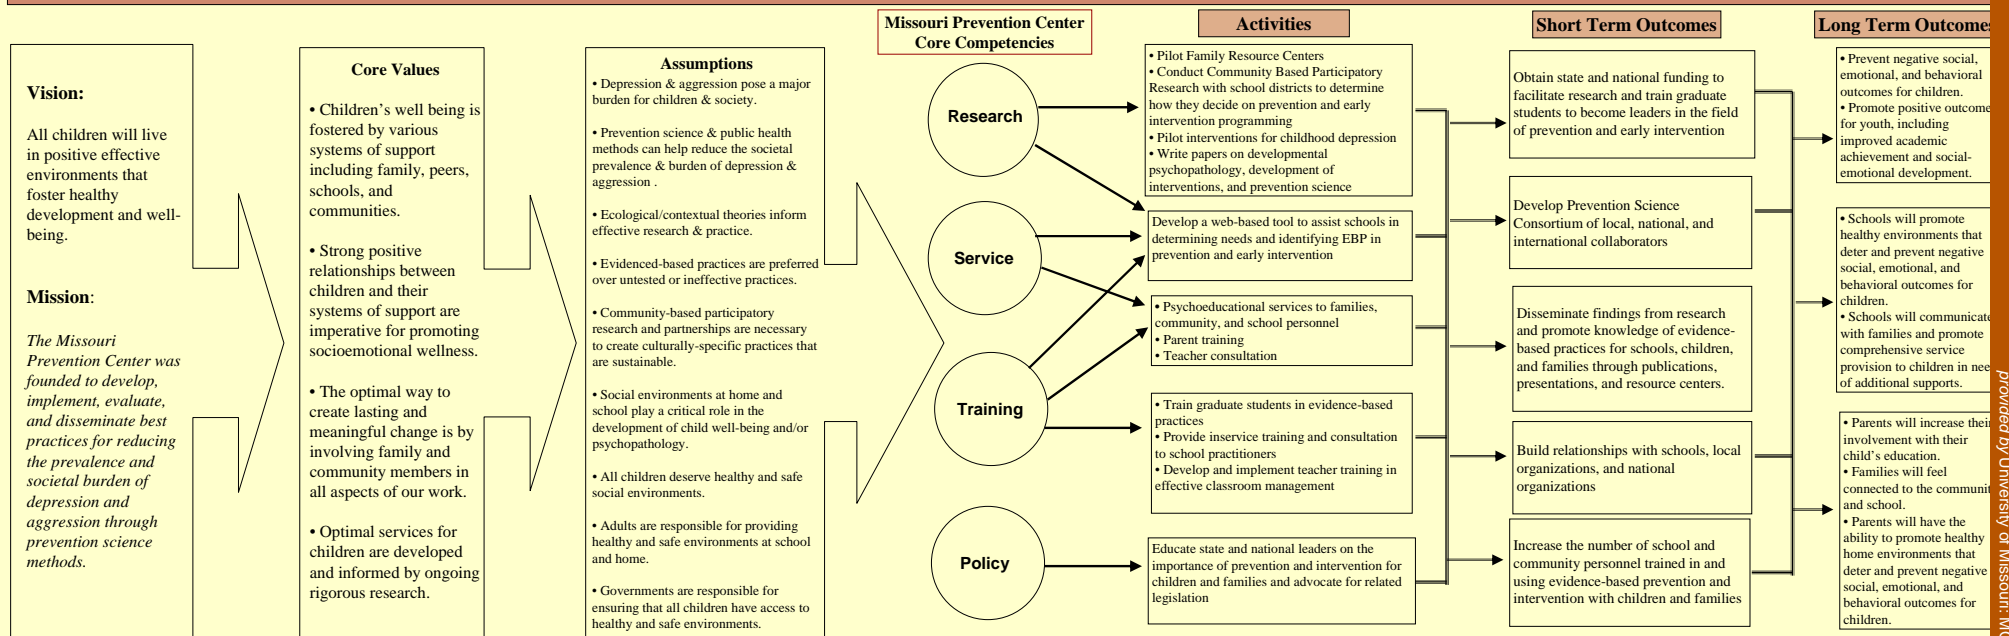 Vision:
All children will live
in positive effective
environments that
foster healthy
development and well-
being.
Mission:
The Missouri
Prevention Center was
founded to develop,
implement, evaluate,
and disseminate best
practices for reducing
the prevalence and
societal burden of
depression and
aggression through
prevention science
methods.
Core Values
• Children’s well being is
fostered by various
systems of support
including family, peers,
schools, and
communities.
• Strong positive
relationships between
children and their
systems of support are
imperative for promoting
socioemotional wellness.
• The optimal way to
create lasting and
meaningful change is by
involving family and
community members in
all aspects of our work.
• Optimal services for
children are developed
and informed by ongoing
rigorous research.
Assumptions
• Depression & aggression pose a major
burden for children & society.
• Prevention science & public health
methods can help reduce the societal
prevalence & burden of depression &
aggression .
• Ecological/contextual theories inform
effective research & practice.
• Evidenced-based practices are preferred
over untested or ineffective practices.
• Community-based participatory
research and partnerships are necessary
to create culturally-specific practices that
are sustainable.
• Social environments at home and
school play a critical role in the
development of child well-being and/or
psychopathology.
• All children deserve healthy and safe
social environments.
• Adults are responsible for providing
healthy and safe environments at school
and home.
• Governments are responsible for
ensuring that all children have access to
healthy and safe environments.
Missouri Prevention Center
Core Competencies
Research
Service
Training
Policy
Activities
• Pilot Family Resource Centers
• Conduct Community Based Participatory
Research with school districts to determine
how they decide on prevention and early
intervention programming
• Pilot interventions for childhood depression
• Write papers on developmental
psychopathology, development of
interventions, and prevention science
Develop a web-based tool to assist schools in
determining needs and identifying EBP in
prevention and early intervention
• Psychoeducational services to families,
community, and school personnel
• Parent training
• Teacher consultation
• Train graduate students in evidence-based
practices
• Provide inservice training and consultation
to school practitioners
• Develop and implement teacher training in
effective classroom management
Educate state and national leaders on the
importance of prevention and intervention for
children and families and advocate for related
legislation
Short Term Outcomes
Obtain state and national funding to
facilitate research and train graduate
students to become leaders in the field
of prevention and early intervention
Develop Prevention Science
Consortium of local, national, and
international collaborators
Disseminate findings from research
and promote knowledge of evidence-
based practices for schools, children,
and families through publications,
presentations, and resource centers.
Build relationships with schools, local
organizations, and national
organizations
Increase the number of school and
community personnel trained in and
using evidence-based prevention and
intervention with children and families
Long Term Outcomes
• Prevent negative social,
emotional, and behavioral
outcomes for children.
• Promote positive outcome
for youth, including
improved academic
achievement and social-
emotional development.
• Schools will promote
healthy environments that
deter and prevent negative
social, emotional, and
behavioral outcomes for
children.
• Schools will communicate
with families and promote
comprehensive service
provision to children in nee
of additional supports.
• Parents will increase their
involvement with their
child’s education.
• Families will feel
connected to the communit
and school.
• Parents will have the
ability to promote healthy
home environments that
deter and prevent negative
social, emotional, and
behavioral outcomes for
children.
provided by University of Missouri: